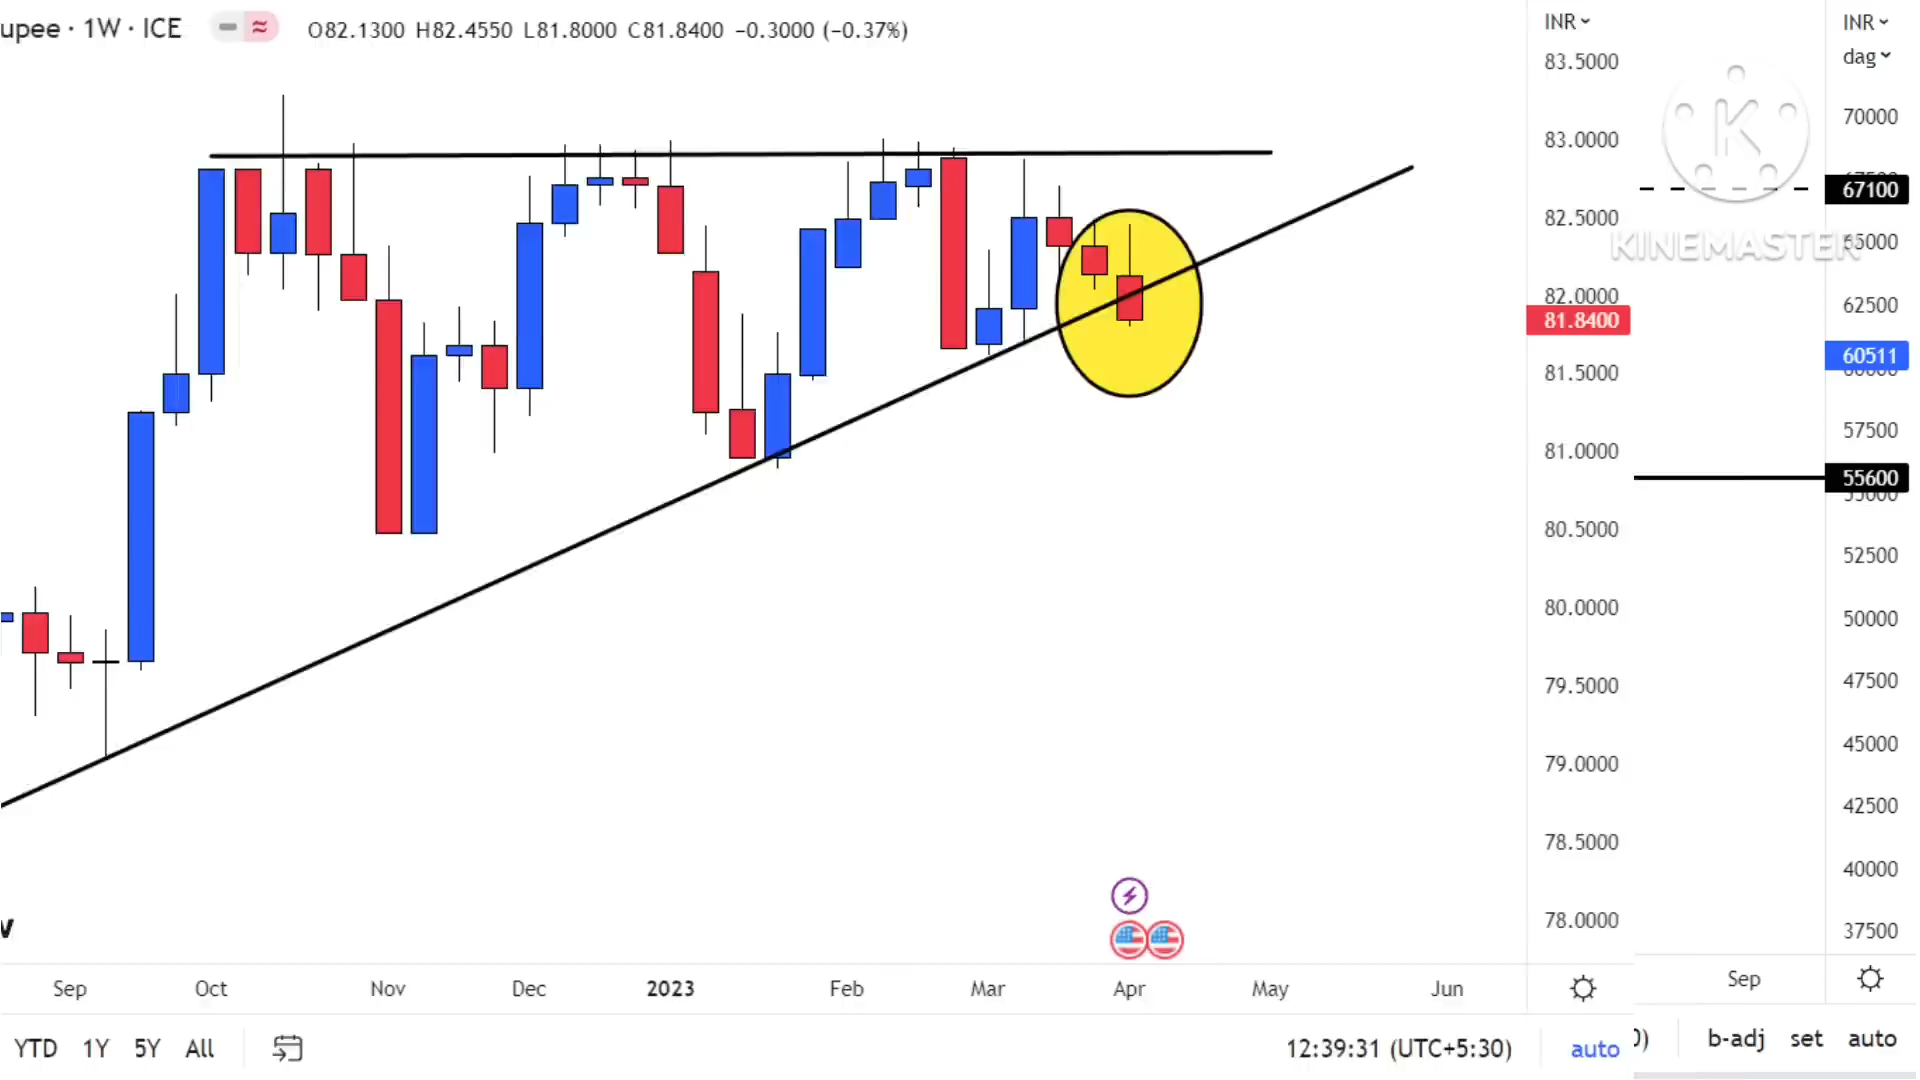 upee · 1W · ICE
O82.1300 H82.4550 L81.8000 C81.8400 −0.3000 (−0.37%)
INR
83.5000
83.0000
82.5000
82.0000
81.8400
81.5000
81.0000
80.5000
80.0000
79.5000
79.0000
78.5000
78.0000
INR
dag
70000
67100
65000
62500
60511
57500
55600
55000
52500
50000
47500
45000
42500
40000
37500
K
KINEMASTER
Sep Oct Nov Dec 2023 Feb Mar Apr May Jun
Sep
YTD 1Y 5Y All
12:39:31 (UTC+5:30)
auto
b-adj set auto